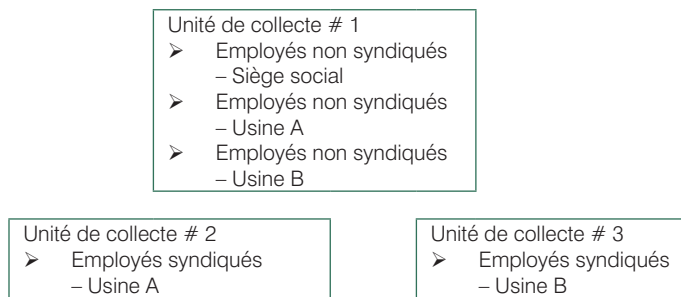 Unité de collecte # 1
➤ Employés non syndiqués
– Siège social
➤ Employés non syndiqués
– Usine A
➤ Employés non syndiqués
– Usine B
Unité de collecte # 2
➤ Employés syndiqués
– Usine A
Unité de collecte # 3
➤ Employés syndiqués
– Usine B